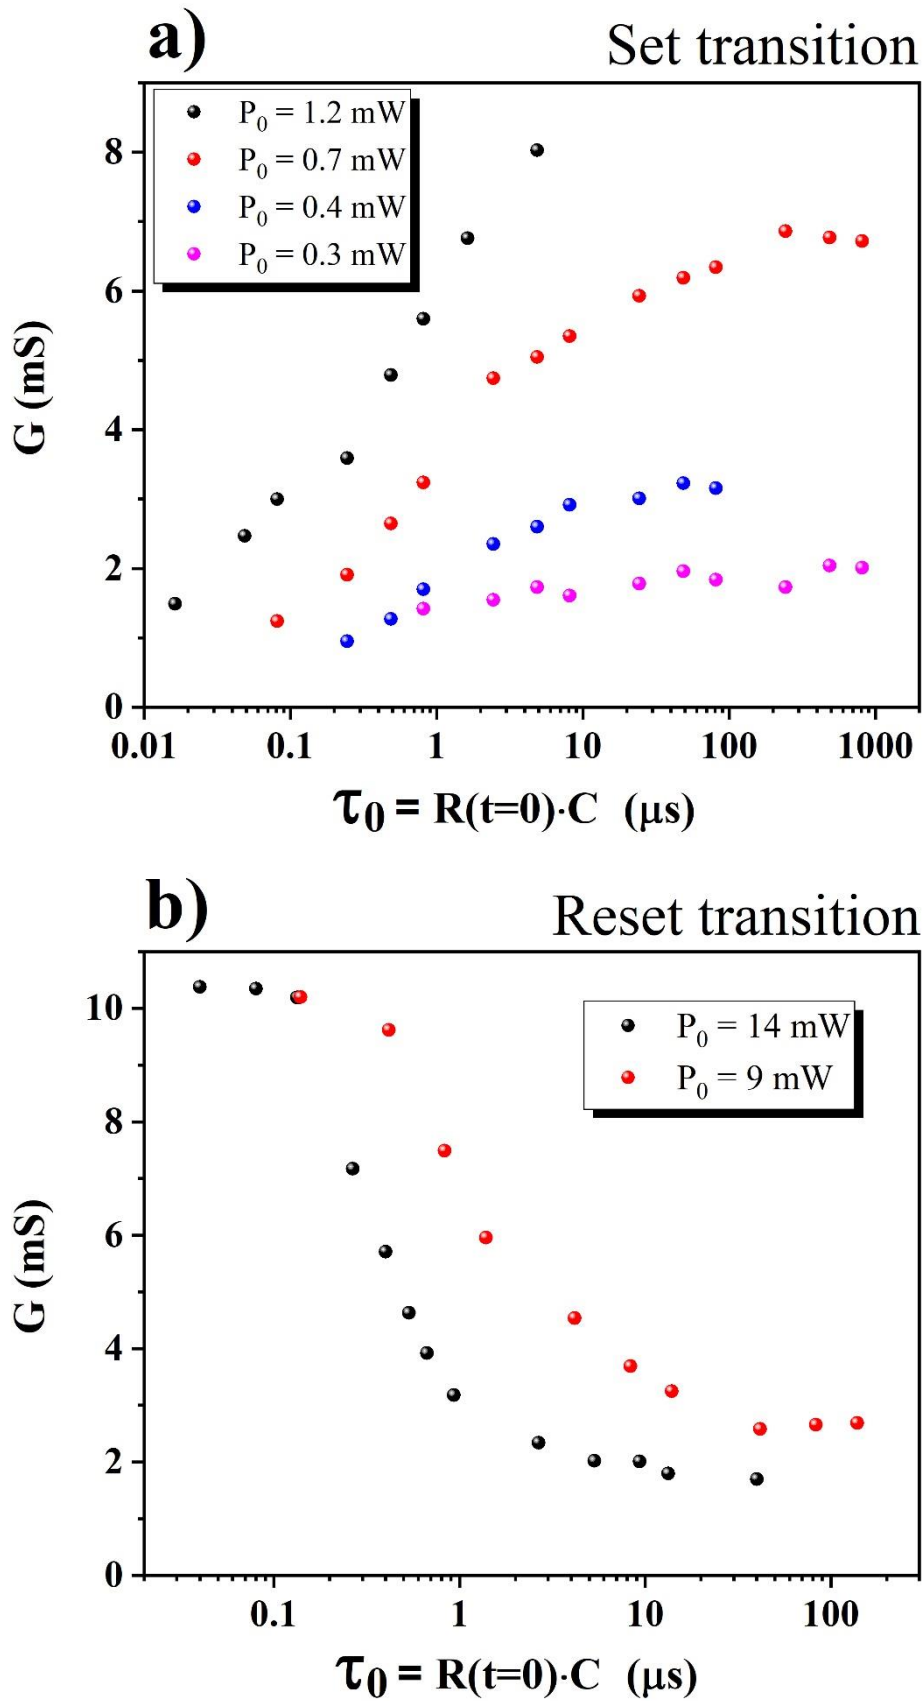 a)
Set transition
P₀ = 1.2 mW
P₀ = 0.7 mW
P₀ = 0.4 mW
P₀ = 0.3 mW
G (mS)
8
6
4
2
0
0.01 0.1 1 10 100 1000
τ₀ = R(t=0)·C (μs)
b)
Reset transition
P₀ = 14 mW
P₀ = 9 mW
G (mS)
10
8
6
4
2
0
0.1 1 10 100
τ₀ = R(t=0)·C (μs)